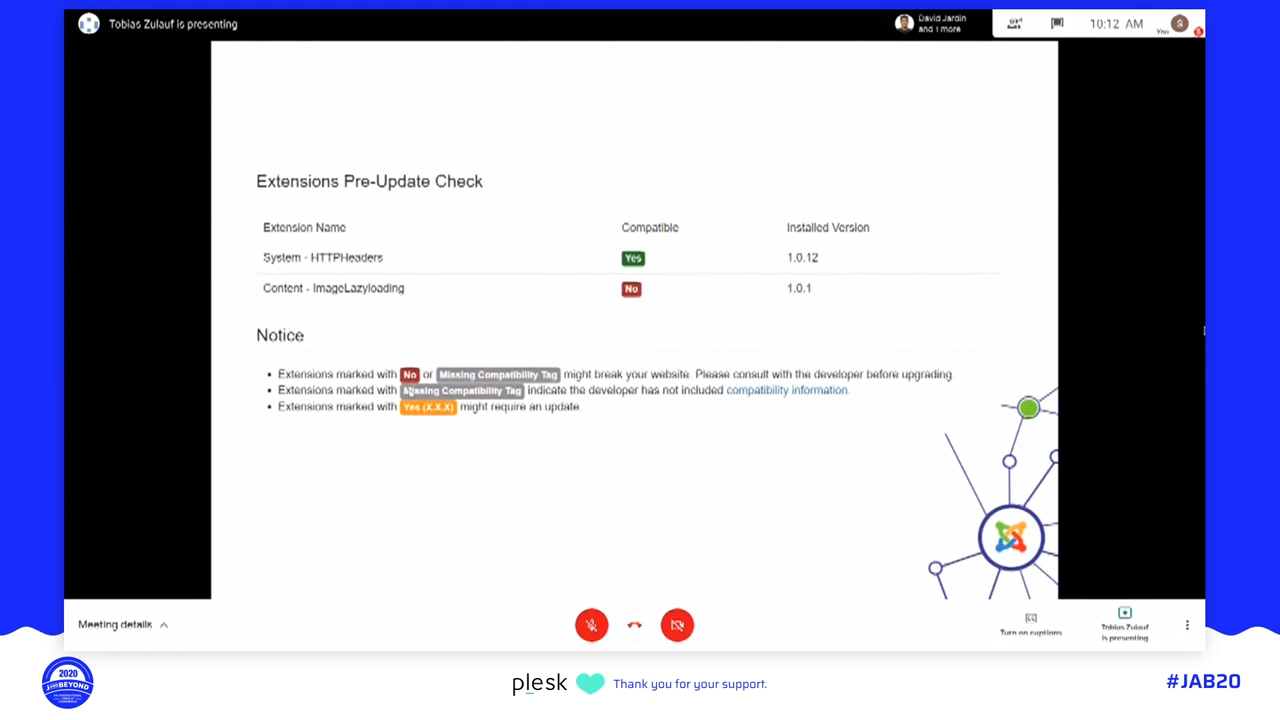 Tobias Zulauf is presenting
David Jardin
and 1 more
10:12 AM
You
S
Extensions Pre-Update Check
Extension Name Compatible Installed Version
System - HTTPHeaders Yes 1.0.12
Content - ImageLazyloading No 1.0.1
Notice
• Extensions marked with No or Missing Compatibility Tag might break your website. Please consult with the developer before upgrading.
• Extensions marked with Missing Compatibility Tag indicate the developer has not included compatibility information.
• Extensions marked with Yes (X.X.X) might require an update.
Meeting details
Turn on captions
Tobias Zulauf
is presenting
2020
JANDBEYOND
plesk
Thank you for your support.
#JAB20